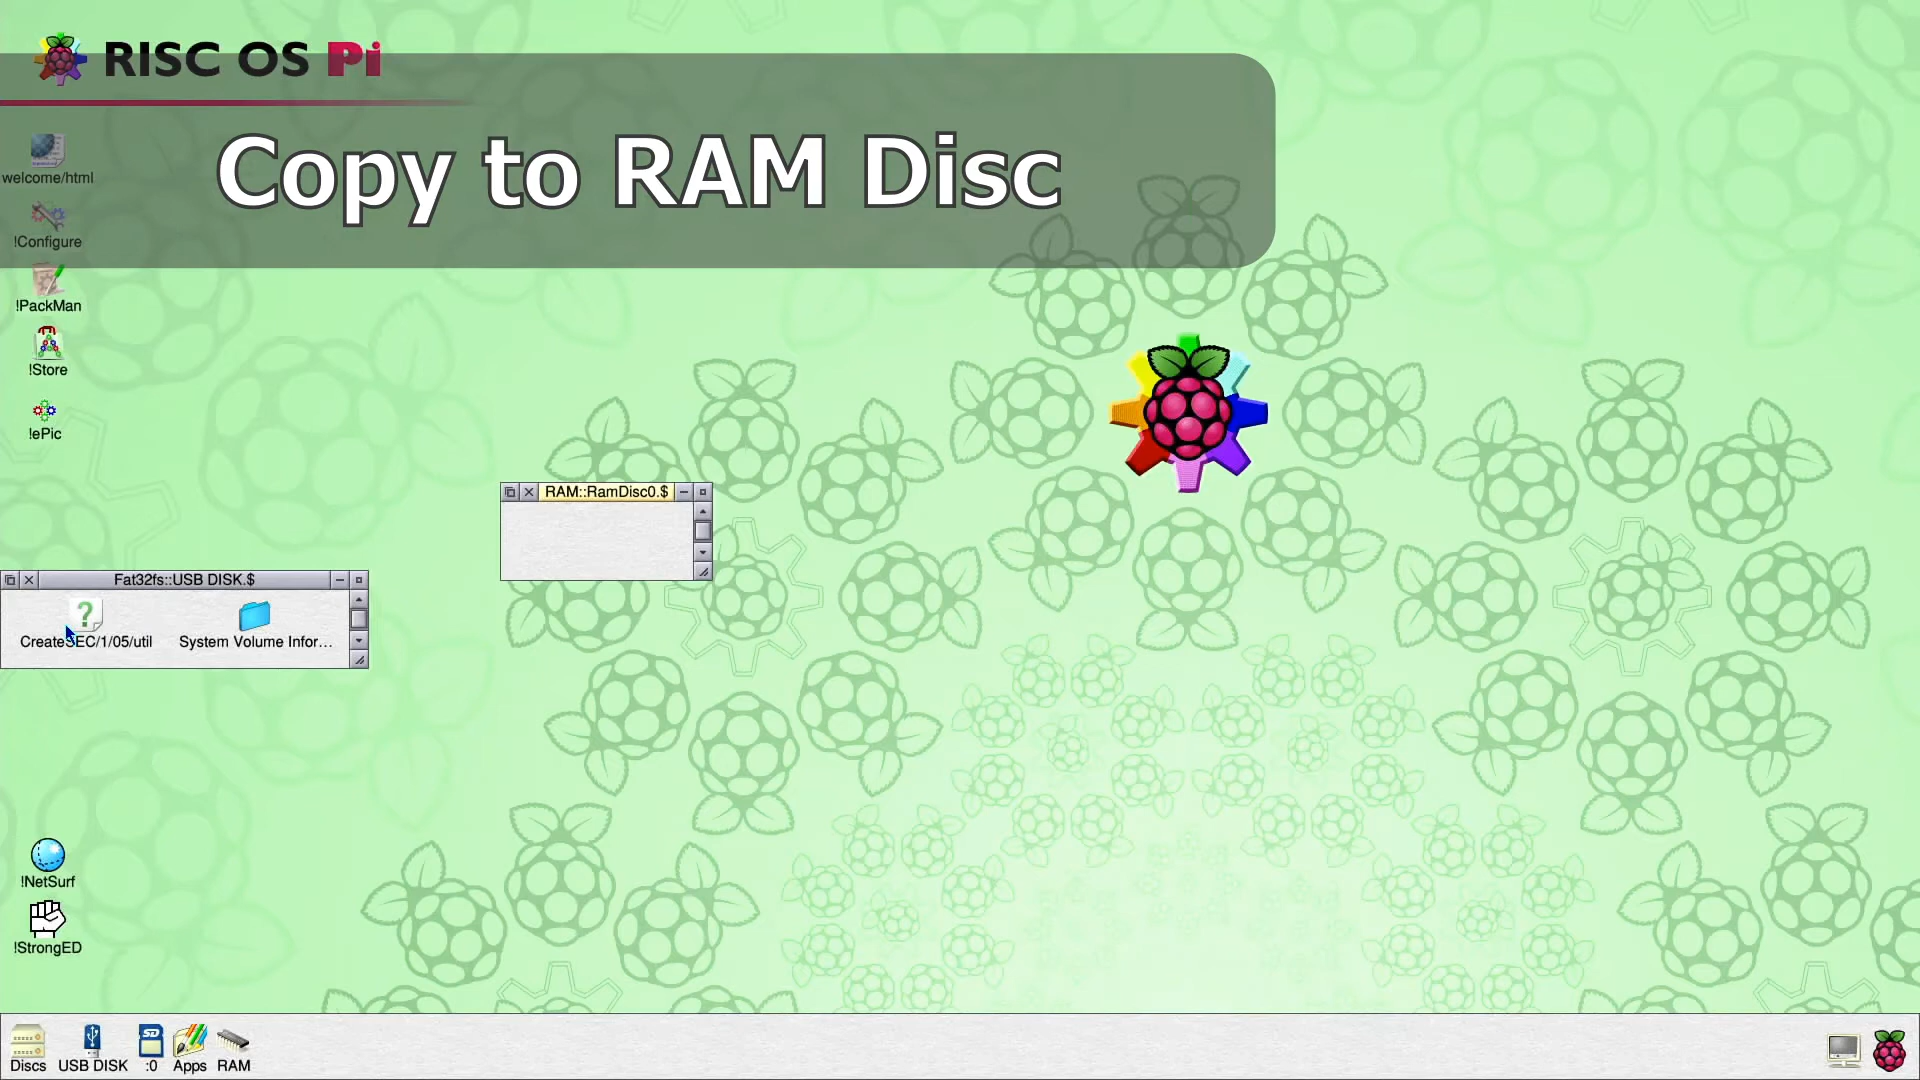 RISC OS Pi
Copy to RAM Disc
welcome/html
!Configure
!PackMan
!Store
!ePic
RAM::RamDisc0.$
Fat32fs::USB DISK.$
CreateSEC/1/05/util
System Volume Infor...
!NetSurf
!StrongED
SD
Discs
USB DISK
:0
Apps
RAM